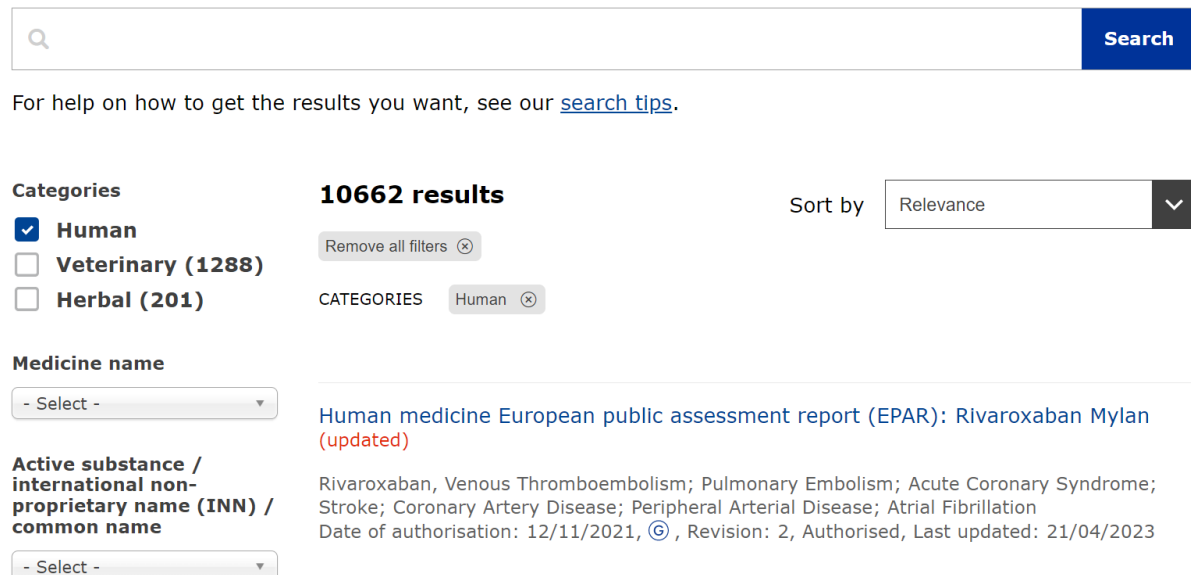 Search
For help on how to get the results you want, see our search tips.
Categories
Human
Veterinary (1288)
Herbal (201)
Medicine name
- Select -
Active substance /
international non-
proprietary name (INN) /
common name
- Select -
10662 results
Sort by
Relevance
Remove all filters
CATEGORIES
Human
Human medicine European public assessment report (EPAR): Rivaroxaban Mylan
(updated)
Rivaroxaban, Venous Thromboembolism; Pulmonary Embolism; Acute Coronary Syndrome;
Stroke; Coronary Artery Disease; Peripheral Arterial Disease; Atrial Fibrillation
Date of authorisation: 12/11/2021, G , Revision: 2, Authorised, Last updated: 21/04/2023